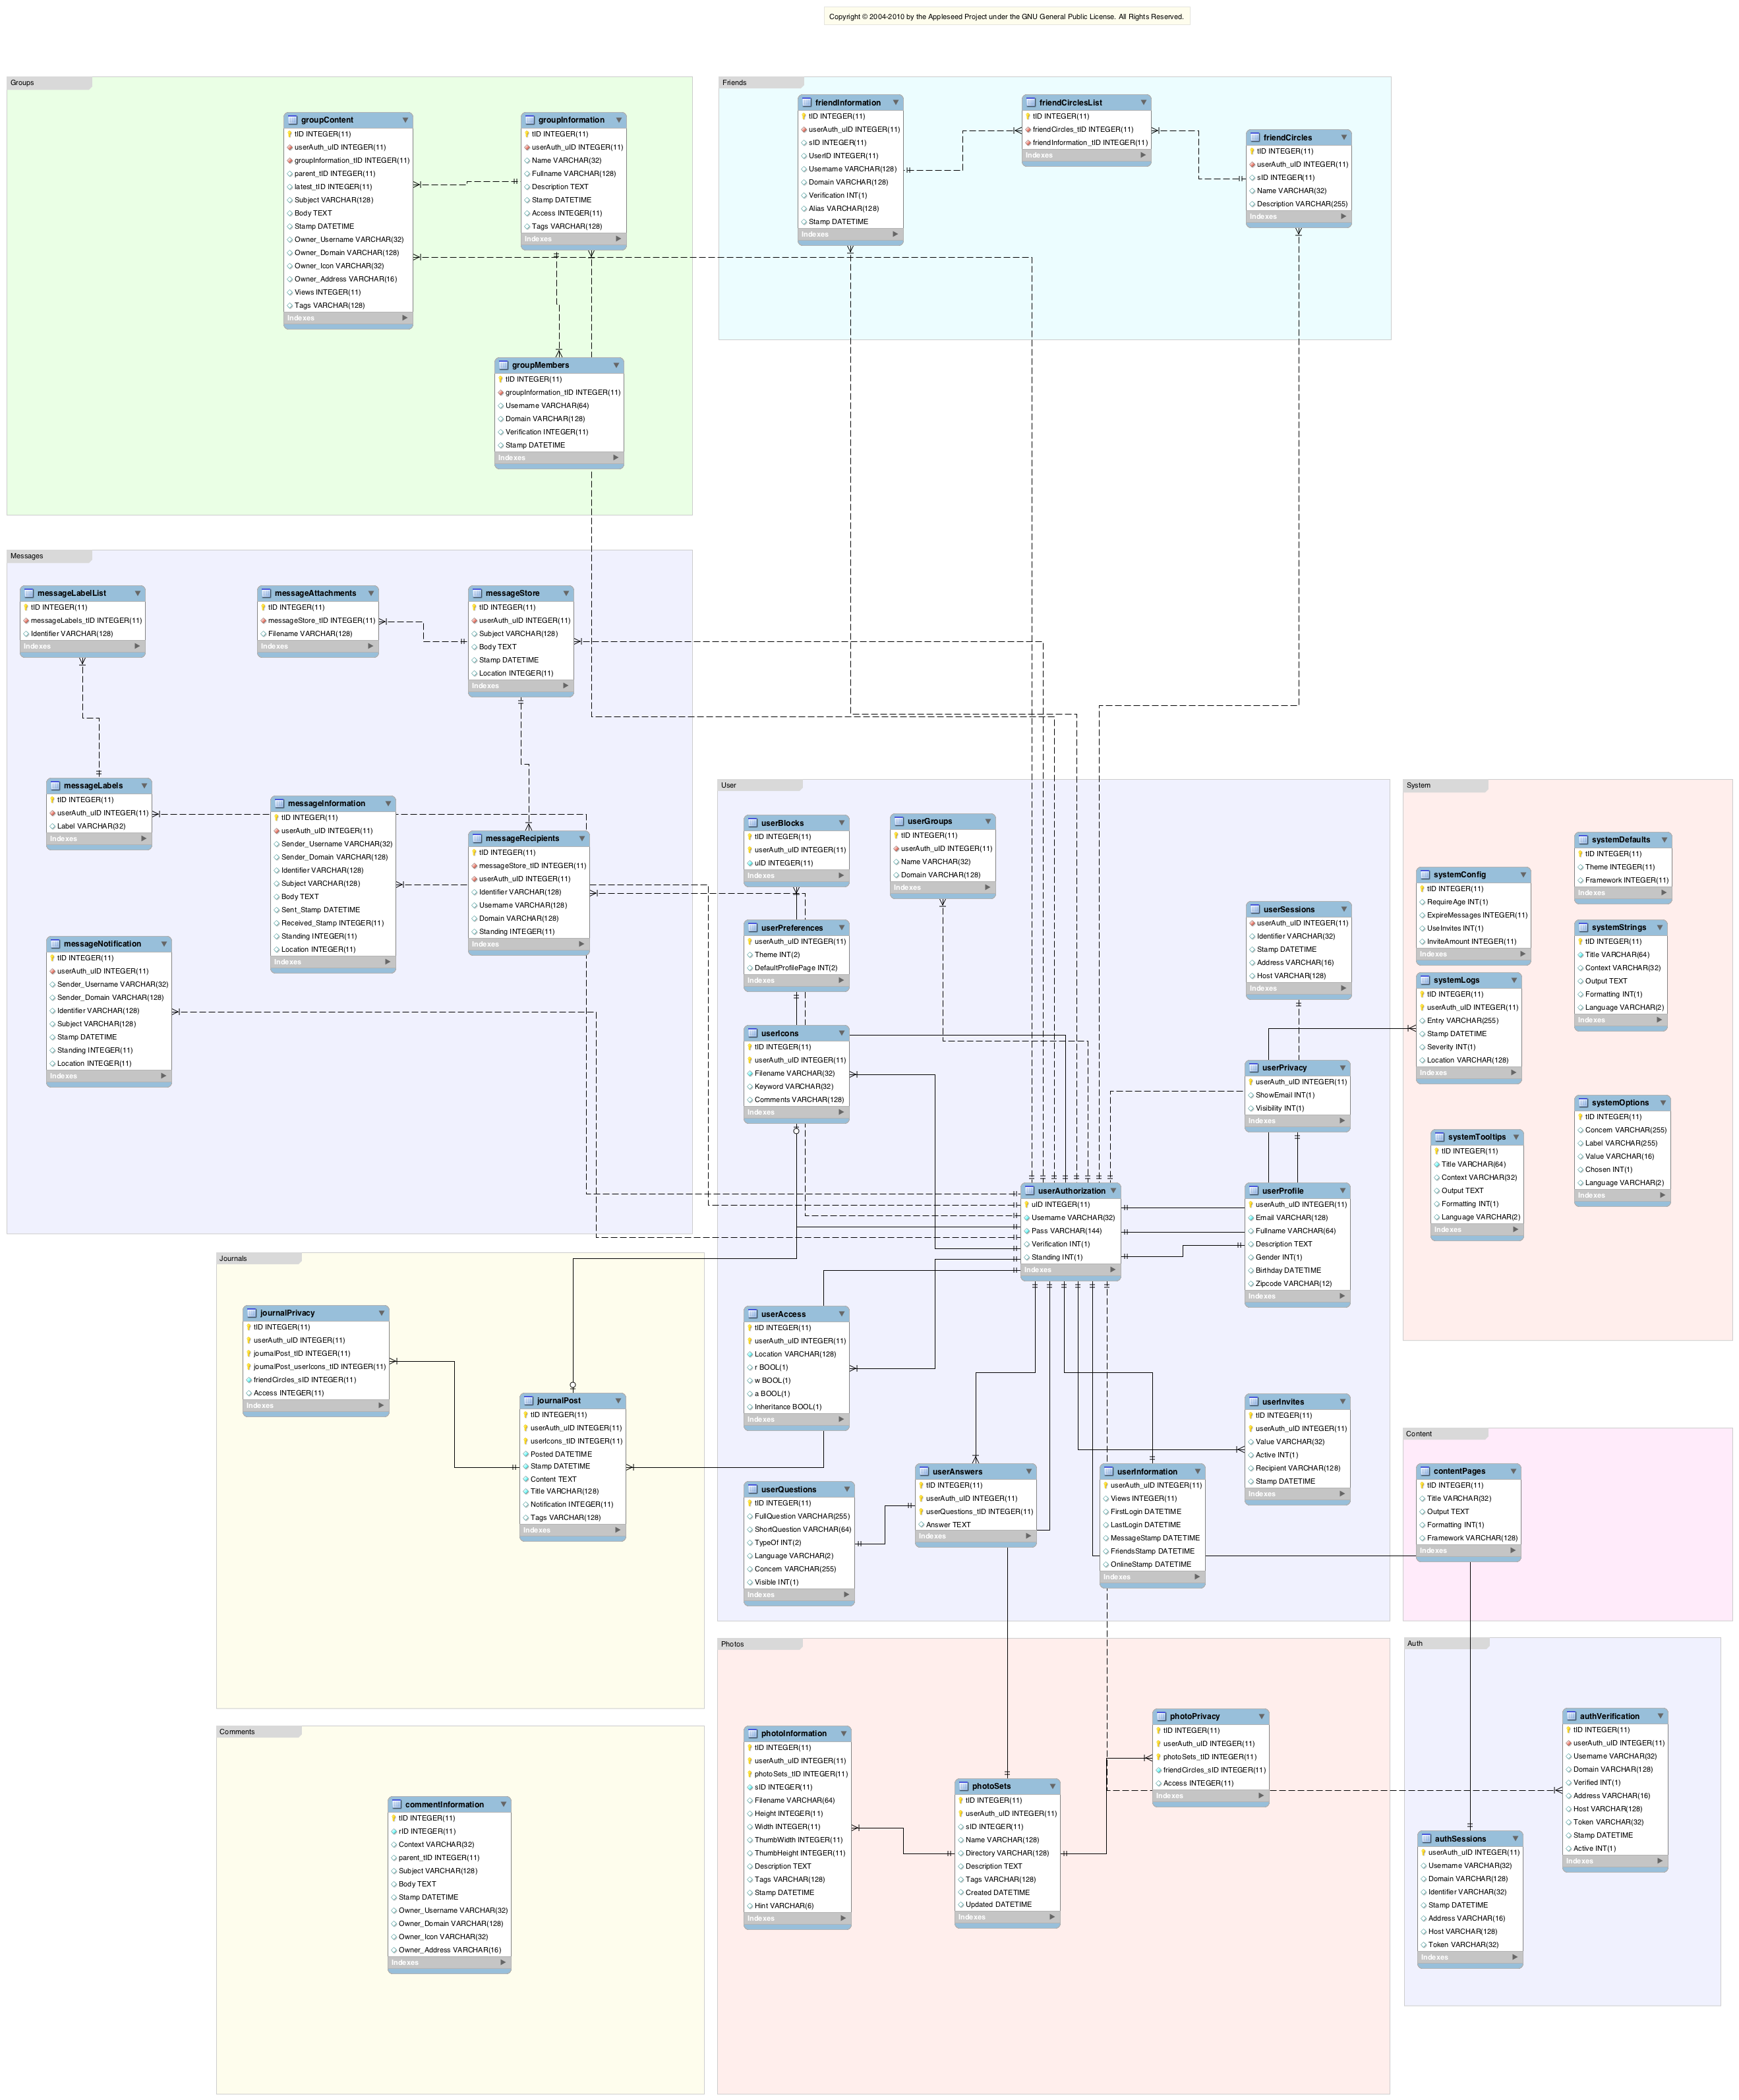 Copyright © 2004-2010 by the Appleseed Project under the GNU General Public License. All Rights Reserved.
Groups
groupContent
tID INTEGER(11)
userAuth_uID INTEGER(11)
groupInformation_tID INTEGER(11)
parent_tID INTEGER(11)
latest_tID INTEGER(11)
Subject VARCHAR(128)
Body TEXT
Stamp DATETIME
Owner_Username VARCHAR(32)
Owner_Domain VARCHAR(128)
Owner_Icon VARCHAR(32)
Owner_Address VARCHAR(16)
Views INTEGER(11)
Tags VARCHAR(128)
Indexes
groupInformation
tID INTEGER(11)
userAuth_uID INTEGER(11)
Name VARCHAR(32)
Fullname VARCHAR(128)
Description TEXT
Stamp DATETIME
Access INTEGER(11)
Tags VARCHAR(128)
Indexes
groupMembers
tID INTEGER(11)
groupInformation_tID INTEGER(11)
Username VARCHAR(64)
Domain VARCHAR(128)
Verification INTEGER(11)
Stamp DATETIME
Indexes
Friends
friendInformation
tID INTEGER(11)
userAuth_uID INTEGER(11)
sID INTEGER(11)
UserID INTEGER(11)
Username VARCHAR(128)
Domain VARCHAR(128)
Verification INT(1)
Alias VARCHAR(128)
Stamp DATETIME
Indexes
friendCirclesList
tID INTEGER(11)
friendCircles_tID INTEGER(11)
friendInformation_tID INTEGER(11)
Indexes
friendCircles
tID INTEGER(11)
userAuth_uID INTEGER(11)
sID INTEGER(11)
Name VARCHAR(32)
Description VARCHAR(255)
Indexes
Messages
messageLabelList
tID INTEGER(11)
messageLabels_tID INTEGER(11)
Identifier VARCHAR(128)
Indexes
messageAttachments
tID INTEGER(11)
messageStore_tID INTEGER(11)
Filename VARCHAR(128)
Indexes
messageStore
tID INTEGER(11)
userAuth_uID INTEGER(11)
Subject VARCHAR(128)
Body TEXT
Stamp DATETIME
Location INTEGER(11)
Indexes
messageLabels
tID INTEGER(11)
userAuth_uID INTEGER(11)
Label VARCHAR(32)
Indexes
messageInformation
tID INTEGER(11)
userAuth_uID INTEGER(11)
Sender_Username VARCHAR(32)
Sender_Domain VARCHAR(128)
Identifier VARCHAR(128)
Subject VARCHAR(128)
Body TEXT
Sent_Stamp DATETIME
Received_Stamp INTEGER(11)
Standing INTEGER(11)
Location INTEGER(11)
Indexes
messageRecipients
tID INTEGER(11)
messageStore_tID INTEGER(11)
userAuth_uID INTEGER(11)
Identifier VARCHAR(128)
Username VARCHAR(128)
Domain VARCHAR(128)
Standing INTEGER(11)
Indexes
messageNotification
tID INTEGER(11)
userAuth_uID INTEGER(11)
Sender_Username VARCHAR(32)
Sender_Domain VARCHAR(128)
Identifier VARCHAR(128)
Subject VARCHAR(128)
Stamp DATETIME
Standing INTEGER(11)
Location INTEGER(11)
Indexes
User
userBlocks
tID INTEGER(11)
userAuth_uID INTEGER(11)
uID INTEGER(11)
Indexes
userGroups
tID INTEGER(11)
userAuth_uID INTEGER(11)
Name VARCHAR(32)
Domain VARCHAR(128)
Indexes
userPreferences
userAuth_uID INTEGER(11)
Theme INT(2)
DefaultProfilePage INT(2)
Indexes
userSessions
userAuth_uID INTEGER(11)
Identifier VARCHAR(32)
Stamp DATETIME
Address VARCHAR(16)
Host VARCHAR(128)
Indexes
userIcons
tID INTEGER(11)
userAuth_uID INTEGER(11)
Filename VARCHAR(32)
Keyword VARCHAR(32)
Comments VARCHAR(128)
Indexes
userPrivacy
userAuth_uID INTEGER(11)
ShowEmail INT(1)
Visibility INT(1)
Indexes
userAuthorization
uID INTEGER(11)
Username VARCHAR(32)
Pass VARCHAR(144)
Verification INT(1)
Standing INT(1)
Indexes
userProfile
userAuth_uID INTEGER(11)
Email VARCHAR(128)
Fullname VARCHAR(64)
Description TEXT
Gender INT(1)
Birthday DATETIME
Zipcode VARCHAR(12)
Indexes
userAccess
tID INTEGER(11)
userAuth_uID INTEGER(11)
Location VARCHAR(128)
r BOOL(1)
w BOOL(1)
a BOOL(1)
Inheritance BOOL(1)
Indexes
userInvites
tID INTEGER(11)
userAuth_uID INTEGER(11)
Value VARCHAR(32)
Active INT(1)
Recipient VARCHAR(128)
Stamp DATETIME
Indexes
userQuestions
tID INTEGER(11)
FullQuestion VARCHAR(255)
ShortQuestion VARCHAR(64)
TypeOf INT(2)
Language VARCHAR(2)
Concern VARCHAR(255)
Visible INT(1)
Indexes
userAnswers
tID INTEGER(11)
userAuth_uID INTEGER(11)
userQuestions_tID INTEGER(11)
Answer TEXT
Indexes
userInformation
userAuth_uID INTEGER(11)
Views INTEGER(11)
FirstLogin DATETIME
LastLogin DATETIME
MessageStamp DATETIME
FriendsStamp DATETIME
OnlineStamp DATETIME
Indexes
System
systemDefaults
tID INTEGER(11)
Theme INTEGER(11)
Framework INTEGER(11)
Indexes
systemConfig
tID INTEGER(11)
RequireAge INT(1)
ExpireMessages INTEGER(11)
UseInvites INT(1)
InviteAmount INTEGER(11)
Indexes
systemStrings
tID INTEGER(11)
Title VARCHAR(64)
Context VARCHAR(32)
Output TEXT
Formatting INT(1)
Language VARCHAR(2)
Indexes
systemLogs
tID INTEGER(11)
userAuth_uID INTEGER(11)
Entry VARCHAR(255)
Stamp DATETIME
Severity INT(1)
Location VARCHAR(128)
Indexes
systemOptions
tID INTEGER(11)
Concern VARCHAR(255)
Label VARCHAR(255)
Value VARCHAR(16)
Chosen INT(1)
Language VARCHAR(2)
Indexes
systemTooltips
tID INTEGER(11)
Title VARCHAR(64)
Context VARCHAR(32)
Output TEXT
Formatting INT(1)
Language VARCHAR(2)
Indexes
Journals
journalPrivacy
tID INTEGER(11)
userAuth_uID INTEGER(11)
journalPost_tID INTEGER(11)
journalPost_userIcons_tID INTEGER(11)
friendCircles_sID INTEGER(11)
Access INTEGER(11)
Indexes
journalPost
tID INTEGER(11)
userAuth_uID INTEGER(11)
userIcons_tID INTEGER(11)
Posted DATETIME
Stamp DATETIME
Content TEXT
Title VARCHAR(128)
Notification INTEGER(11)
Tags VARCHAR(128)
Indexes
Content
contentPages
tID INTEGER(11)
Title VARCHAR(32)
Output TEXT
Formatting INT(1)
Framework VARCHAR(128)
Indexes
Comments
commentInformation
tID INTEGER(11)
rID INTEGER(11)
Context VARCHAR(32)
parent_tID INTEGER(11)
Subject VARCHAR(128)
Body TEXT
Stamp DATETIME
Owner_Username VARCHAR(32)
Owner_Domain VARCHAR(128)
Owner_Icon VARCHAR(32)
Owner_Address VARCHAR(16)
Indexes
Photos
photoInformation
tID INTEGER(11)
userAuth_uID INTEGER(11)
photoSets_tID INTEGER(11)
sID INTEGER(11)
Filename VARCHAR(64)
Height INTEGER(11)
Width INTEGER(11)
ThumbWidth INTEGER(11)
ThumbHeight INTEGER(11)
Description TEXT
Tags VARCHAR(128)
Stamp DATETIME
Hint VARCHAR(6)
Indexes
photoSets
tID INTEGER(11)
userAuth_uID INTEGER(11)
sID INTEGER(11)
Name VARCHAR(128)
Directory VARCHAR(128)
Description TEXT
Tags VARCHAR(128)
Created DATETIME
Updated DATETIME
Indexes
photoPrivacy
tID INTEGER(11)
userAuth_uID INTEGER(11)
photoSets_tID INTEGER(11)
friendCircles_sID INTEGER(11)
Access INTEGER(11)
Indexes
Auth
authVerification
tID INTEGER(11)
userAuth_uID INTEGER(11)
Username VARCHAR(32)
Domain VARCHAR(128)
Verified INT(1)
Address VARCHAR(16)
Host VARCHAR(128)
Token VARCHAR(32)
Stamp DATETIME
Active INT(1)
Indexes
authSessions
userAuth_uID INTEGER(11)
Username VARCHAR(32)
Domain VARCHAR(128)
Identifier VARCHAR(32)
Stamp DATETIME
Address VARCHAR(16)
Host VARCHAR(128)
Token VARCHAR(32)
Indexes